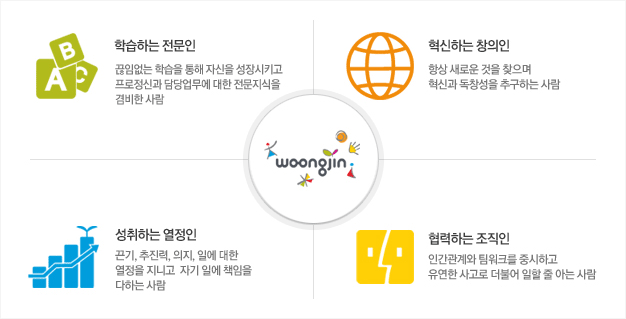 B
A C
학습하는 전문인
끊임없는 학습을 통해 자신을 성장시키고
프로정신과 담당업무에 대한 전문지식을
겸비한 사람
혁신하는 창의인
항상 새로운 것을 찾으며
혁신과 독창성을 추구하는 사람
woongjin
성취하는 열정인
끈기, 추진력, 의지, 일에 대한
열정을 지니고 자기 일에 책임을
다하는 사람
협력하는 조직인
인간관계와 팀워크를 중시하고
유연한 사고로 더불어 일할 줄 아는 사람